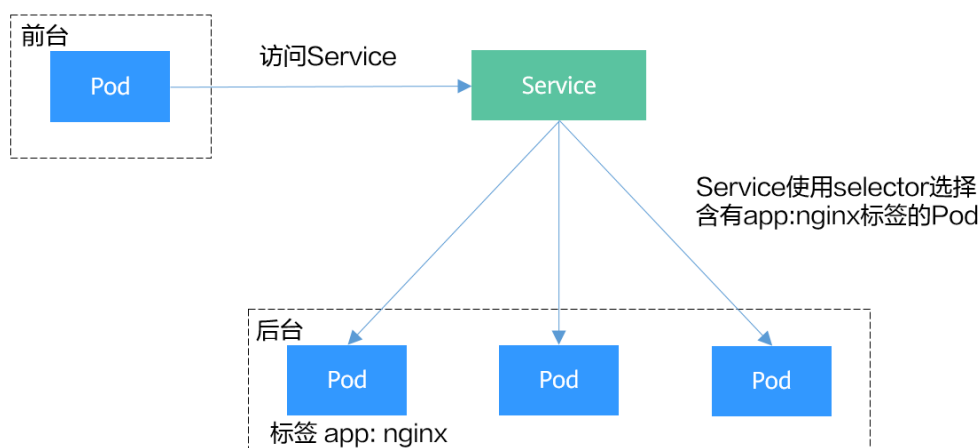 前台
Pod
访问Service
Service
Service使用selector选择
含有app:nginx标签的Pod
后台
Pod
Pod
Pod
标签 app: nginx